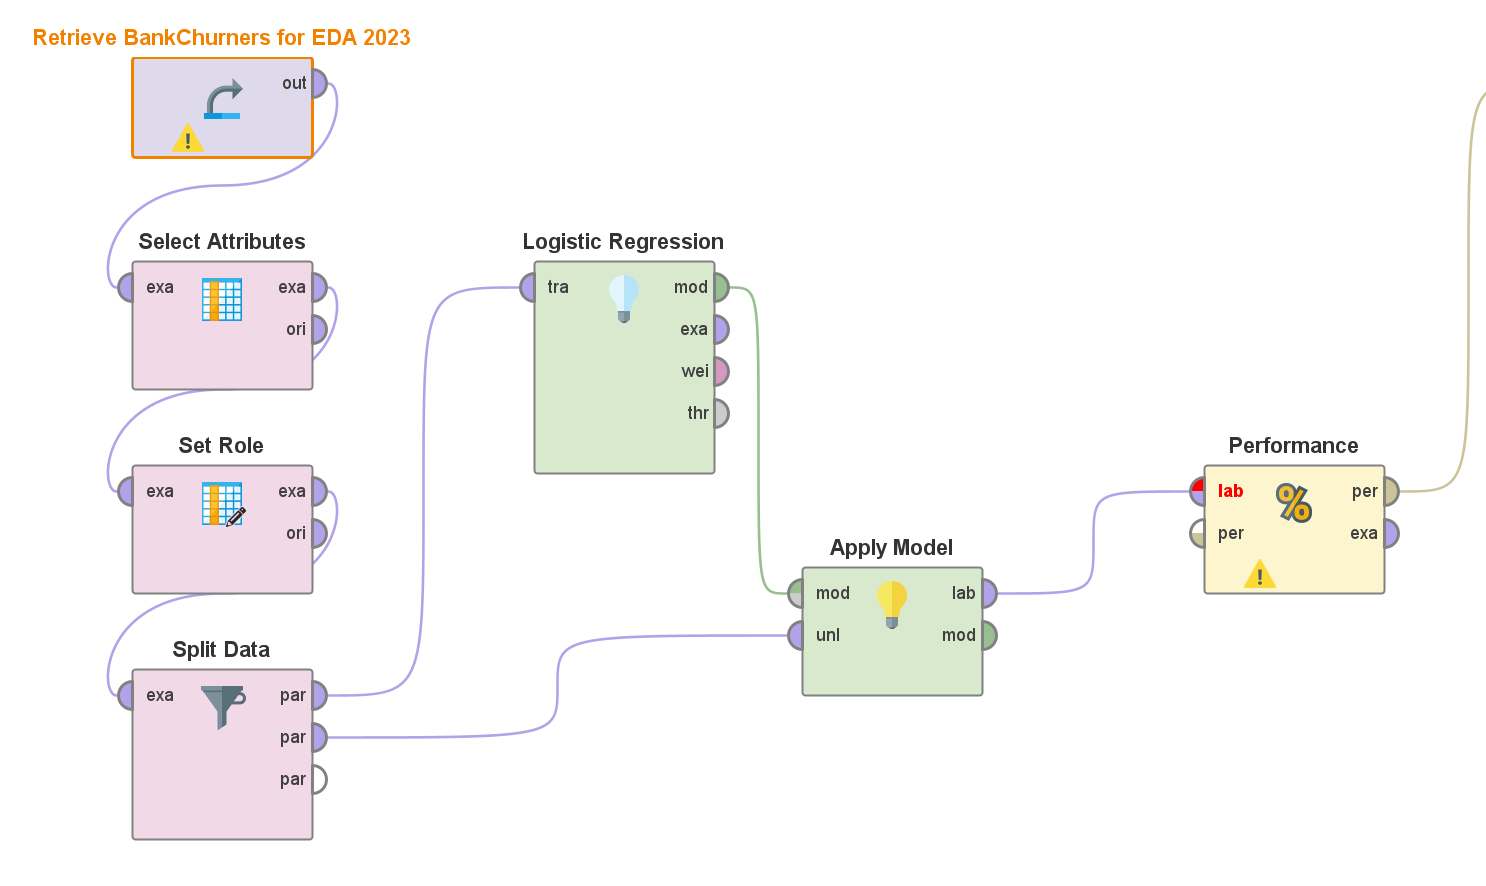 Retrieve BankChurners for EDA 2023
out
Select Attributes
exa exa
ori
Set Role
exa exa
ori
Split Data
exa par
par
par
Logistic Regression
tra mod
exa
wei
thr
Apply Model
mod lab
unl mod
Performance
lab per
per exa